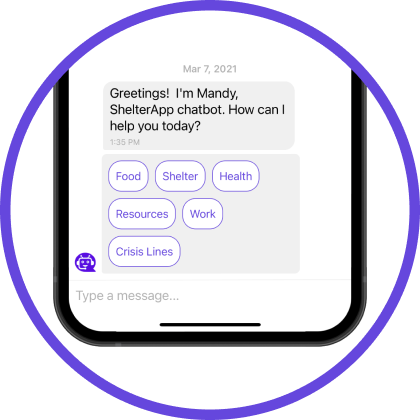 Mar 7, 2021
Greetings!  I'm Mandy,
ShelterApp chatbot. How can I
help you today?
1:35 PM
Food Shelter Health
Resources Work
Crisis Lines
Type a message...